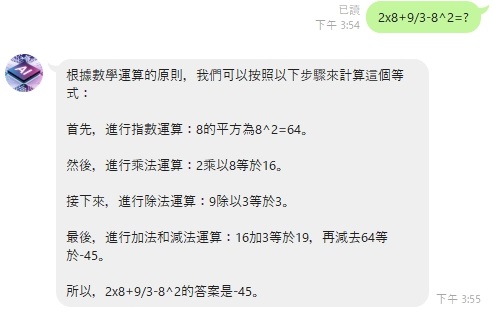 已讀
下午 3:54
2x8+9/3-8^2=?
AI
根據數學運算的原則，我們可以按照以下步驟來計算這個等
式：
首先，進行指數運算：8的平方為8^2=64。
然後，進行乘法運算：2乘以8等於16。
接下來，進行除法運算：9除以3等於3。
最後，進行加法和減法運算：16加3等於19，再減去64等
於-45。
所以，2x8+9/3-8^2的答案是-45。
下午 3:55